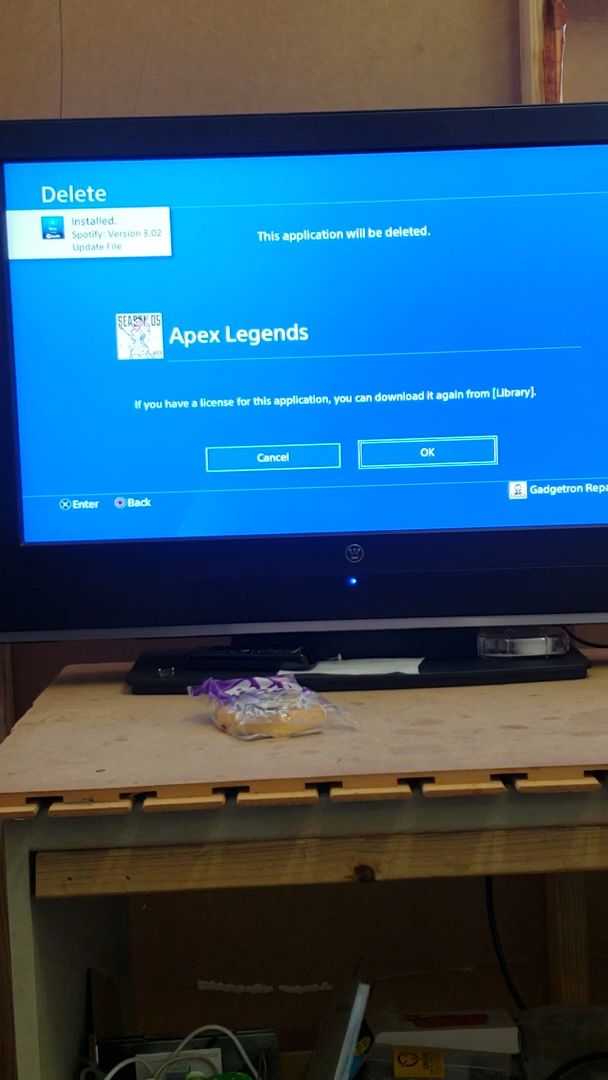 Delete
Installed.
Spotify: Version 3.02
Update File
This application will be deleted.
SEASON 05
Apex Legends
If you have a license for this application, you can download it again from [Library].
Cancel
OK
Enter
Back
Gadgetron Repa
W